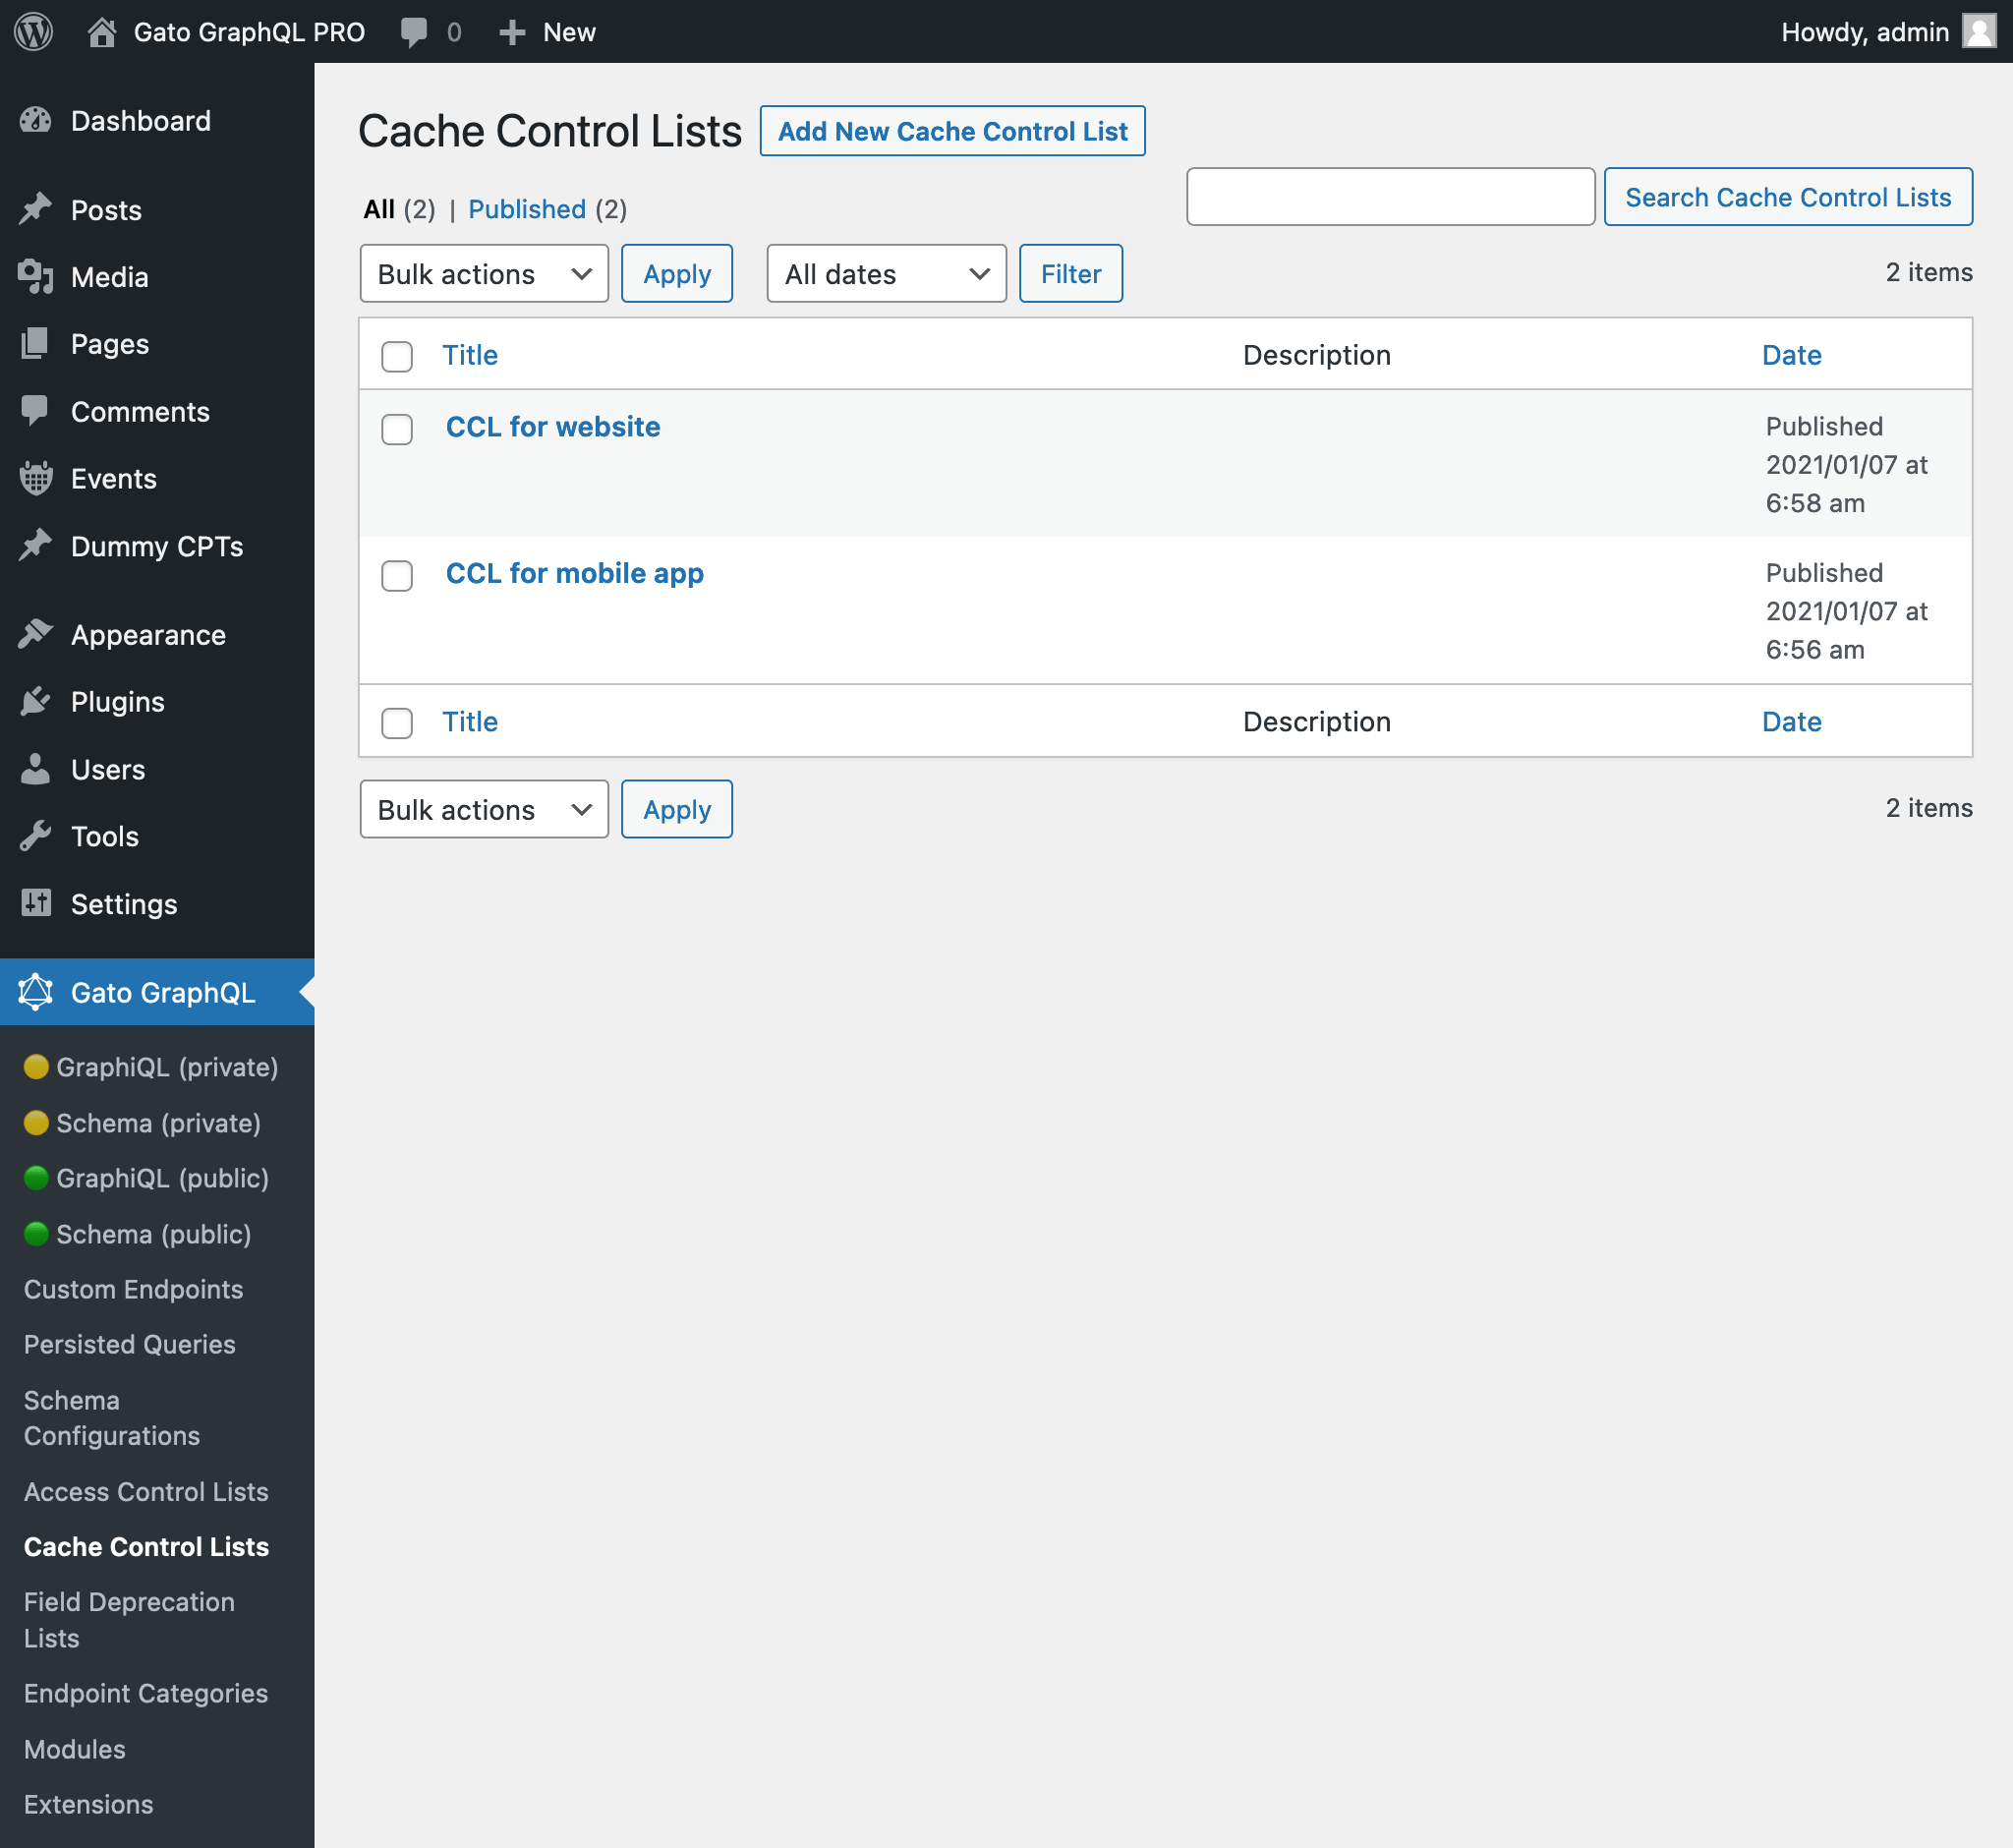 Gato GraphQL PRO 0 New Howdy, admin
Dashboard
Posts
Media
Pages
Comments
Events
Dummy CPTs
Appearance
Plugins
Users
Tools
Settings
Gato GraphQL
GraphiQL (private)
Schema (private)
GraphiQL (public)
Schema (public)
Custom Endpoints
Persisted Queries
Schema
Configurations
Access Control Lists
Cache Control Lists
Field Deprecation
Lists
Endpoint Categories
Modules
Extensions
Cache Control Lists Add New Cache Control List
All (2) | Published (2) Search Cache Control Lists
Bulk actions Apply All dates Filter 2 items
Title Description Date
CCL for website Published
2021/01/07 at
6:58 am
CCL for mobile app Published
2021/01/07 at
6:56 am
Title Description Date
Bulk actions Apply 2 items